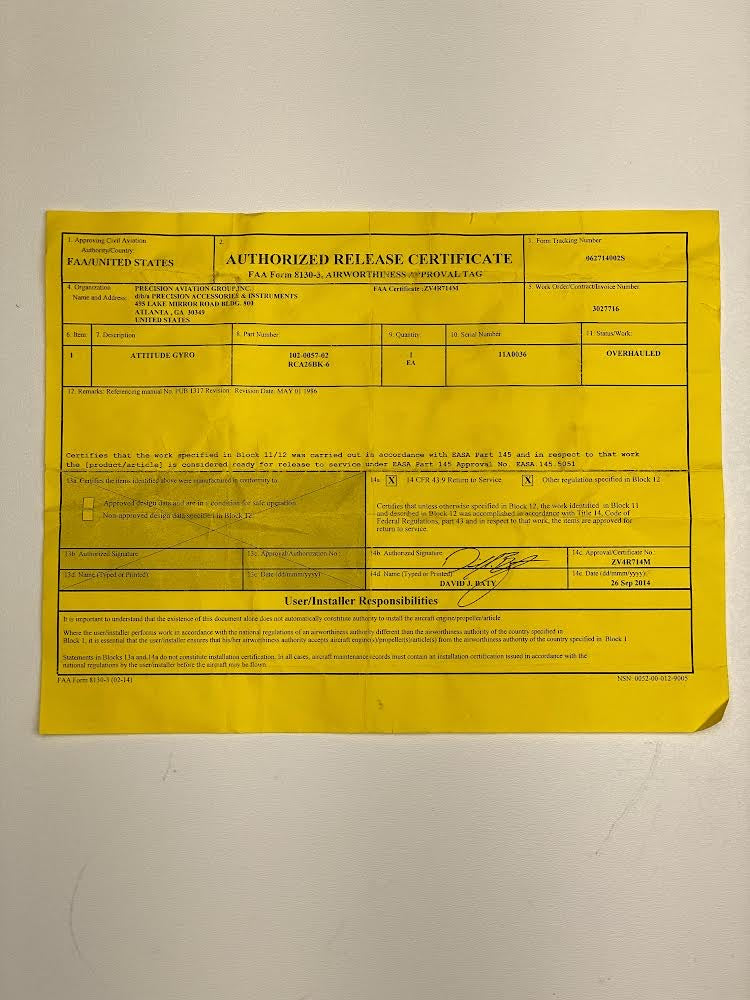 1. Approving Civil Aviation
Authority/Country:
FAA/UNITED STATES
2.
AUTHORIZED RELEASE CERTIFICATE
FAA Form 8130-3, AIRWORTHINESS APPROVAL TAG
3. Form Tracking Number
062714002S
4. Organization
Name and Address:
PRECISION AVIATION GROUP,INC.
d/b/a PRECISION ACCESSORIES & INSTRUMENTS
495 LAKE MIRROR ROAD BLDG. 800
ATLANTA , GA 30349
UNITED STATES
FAA Certificate :ZV4R714M
5. Work Order/Contract/Invoice Number
3027716
6. Item: 7. Description 8. Part Number 9. Quantity 10. Serial Number 11. Status/Work:
1 ATTITUDE GYRO 102-0057-02 1 11A0036 OVERHAULED
RCA26BK-6 EA
12. Remarks: Referencing manual No. PUB 1317 Revision: Revision Date: MAY 01 1986
Certifies that the work specified in Block 11/12 was carried out in accordance with EASA Part 145 and in respect to that work
the [product/article] is considered ready for release to service under EASA Part 145 Approval No. EASA.145.5051
13a. Certifies the items identified above were manufactured in conformity to:
Approved design data and are in a condition for safe operation.
Non-approved design data specified in Block 12.
14a. X 14 CFR 43.9 Return to Service X Other regulation specified in Block 12
Certifies that unless otherwise specified in Block 12, the work identified in Block 11
and described in Block 12 was accomplished in accordance with Title 14, Code of
Federal Regulations, part 43 and in respect to that work, the items are approved for
return to service.
13b. Authorized Signature: 13c. Approval/Authorization No.: 14b. Authorized Signature 14c. Approval/Certificate No.:
ZV4R714M
13d. Name (Typed or Printed): 13e. Date (dd/mmm/yyyy): 14d. Name (Typed or Printed) 14e. Date (dd/mmm/yyyy):
DAVID J. BATY 26 Sep 2014
User/Installer Responsibilities
It is important to understand that the existence of this document alone does not automatically constitute authority to install the aircraft engine/propeller/article.
Where the user/installer performs work in accordance with the national regulations of an airworthiness authority different than the airworthiness authority of the country specified in
Block 1, it is essential that the user/installer ensures that his/her airworthiness authority accepts aircraft engine(s)/propeller(s)/article(s) from the airworthiness authority of the country specified in Block 1
Statements in Blocks 13a and 14a do not constitute installation certification. In all cases, aircraft maintenance records must contain an installation certification issued in accordance with the
national regulations by the user/installer before the aircraft may be flown.
FAA Form 8130-3 (02-14)
NSN: 0052-00-012-9005